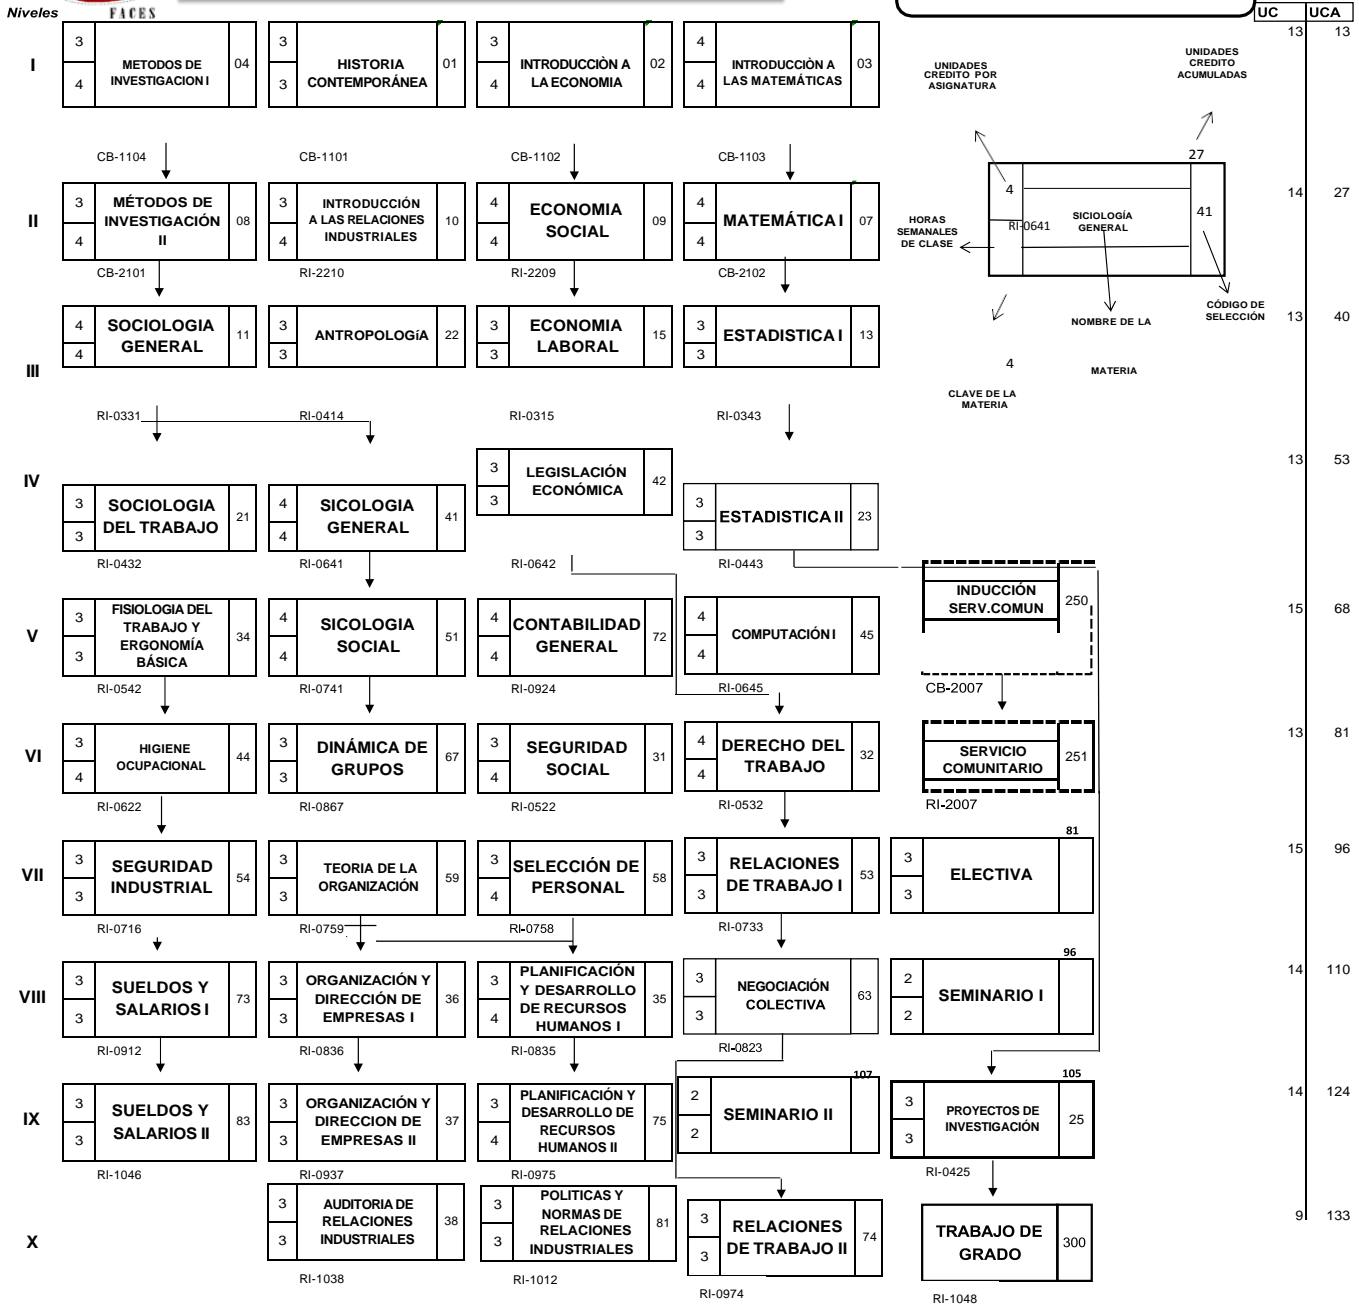 Niveles
FACES
UC UCA
I
3
4
METODOS DE
INVESTIGACION I
04
3
3
HISTORIA
CONTEMPORÁNEA
01
3
4
INTRODUCCIÒN A
LA ECONOMIA
02
4
4
INTRODUCCIÒN A
LAS MATEMÁTICAS
03
13 13
UNIDADES
CREDITO POR
ASIGNATURA
UNIDADES
CREDITO
ACUMULADAS
CB-1104
CB-1101
CB-1102
CB-1103
27
4
RI-0641
SICIOLOGÍA
GENERAL
41
HORAS
SEMANALES
DE CLASE
CÓDIGO DE
SELECCIÓN
NOMBRE DE LA
MATERIA
4
CLAVE DE LA
MATERIA
II
3
4
MÉTODOS DE
INVESTIGACIÓN
II
08
3
4
INTRODUCCIÓN
A LAS RELACIONES
INDUSTRIALES
10
4
4
ECONOMIA
SOCIAL
09
4
4
MATEMÁTICA I
07
14 27
CB-2101
RI-2210
RI-2209
CB-2102
III
4
4
SOCIOLOGIA
GENERAL
11
3
3
ANTROPOLOGíA
22
3
3
ECONOMIA
LABORAL
15
3
3
ESTADISTICA I
13
13 40
RI-0331
RI-0414
RI-0315
RI-0343
IV
3
3
SOCIOLOGIA
DEL TRABAJO
21
4
4
SICOLOGIA
GENERAL
41
3
3
LEGISLACIÓN
ECONÓMICA
42
3
3
ESTADISTICA II
23
13 53
RI-0432
RI-0641
RI-0642
RI-0443
V
3
3
FISIOLOGIA DEL
TRABAJO Y
ERGONOMÍA
BÁSICA
34
4
4
SICOLOGIA
SOCIAL
51
4
4
CONTABILIDAD
GENERAL
72
4
4
COMPUTACIÓN I
45
INDUCCIÓN
SERV.COMUN
250
15 68
RI-0542
RI-0741
RI-0924
RI-0645
CB-2007
VI
3
4
HIGIENE
OCUPACIONAL
44
3
3
DINÁMICA DE
GRUPOS
67
3
4
SEGURIDAD
SOCIAL
31
4
4
DERECHO DEL
TRABAJO
32
SERVICIO
COMUNITARIO
251
13 81
RI-0622
RI-0867
RI-0522
RI-0532
RI-2007
VII
3
3
SEGURIDAD
INDUSTRIAL
54
3
3
TEORIA DE LA
ORGANIZACIÓN
59
3
4
SELECCIÓN DE
PERSONAL
58
3
3
RELACIONES
DE TRABAJO I
53
81
3
3
ELECTIVA
15 96
RI-0716
RI-0759
RI-0758
RI-0733
VIII
3
3
SUELDOS Y
SALARIOS I
73
3
3
ORGANIZACIÓN Y
DIRECCIÓN DE
EMPRESAS I
36
3
4
PLANIFICACIÓN
Y DESARROLLO
DE RECURSOS
HUMANOS I
35
3
3
NEGOCIACIÓN
COLECTIVA
63
96
2
2
SEMINARIO I
14 110
RI-0912
RI-0836
RI-0835
RI-0823
IX
3
3
SUELDOS Y
SALARIOS II
83
3
3
ORGANIZACIÓN Y
DIRECCION DE
EMPRESAS II
37
3
4
PLANIFICACIÓN Y
DESARROLLO DE
RECURSOS
HUMANOS II
75
107
2
2
SEMINARIO II
105
3
3
PROYECTOS DE
INVESTIGACIÓN
25
14 124
RI-1046
RI-0937
RI-0975
RI-0425
X
3
3
AUDITORIA DE
RELACIONES
INDUSTRIALES
38
3
3
POLITICAS Y
NORMAS DE
RELACIONES
INDUSTRIALES
81
3
3
RELACIONES
DE TRABAJO II
74
TRABAJO DE
GRADO
300
9 133
RI-1038
RI-1012
RI-0974
RI-1048